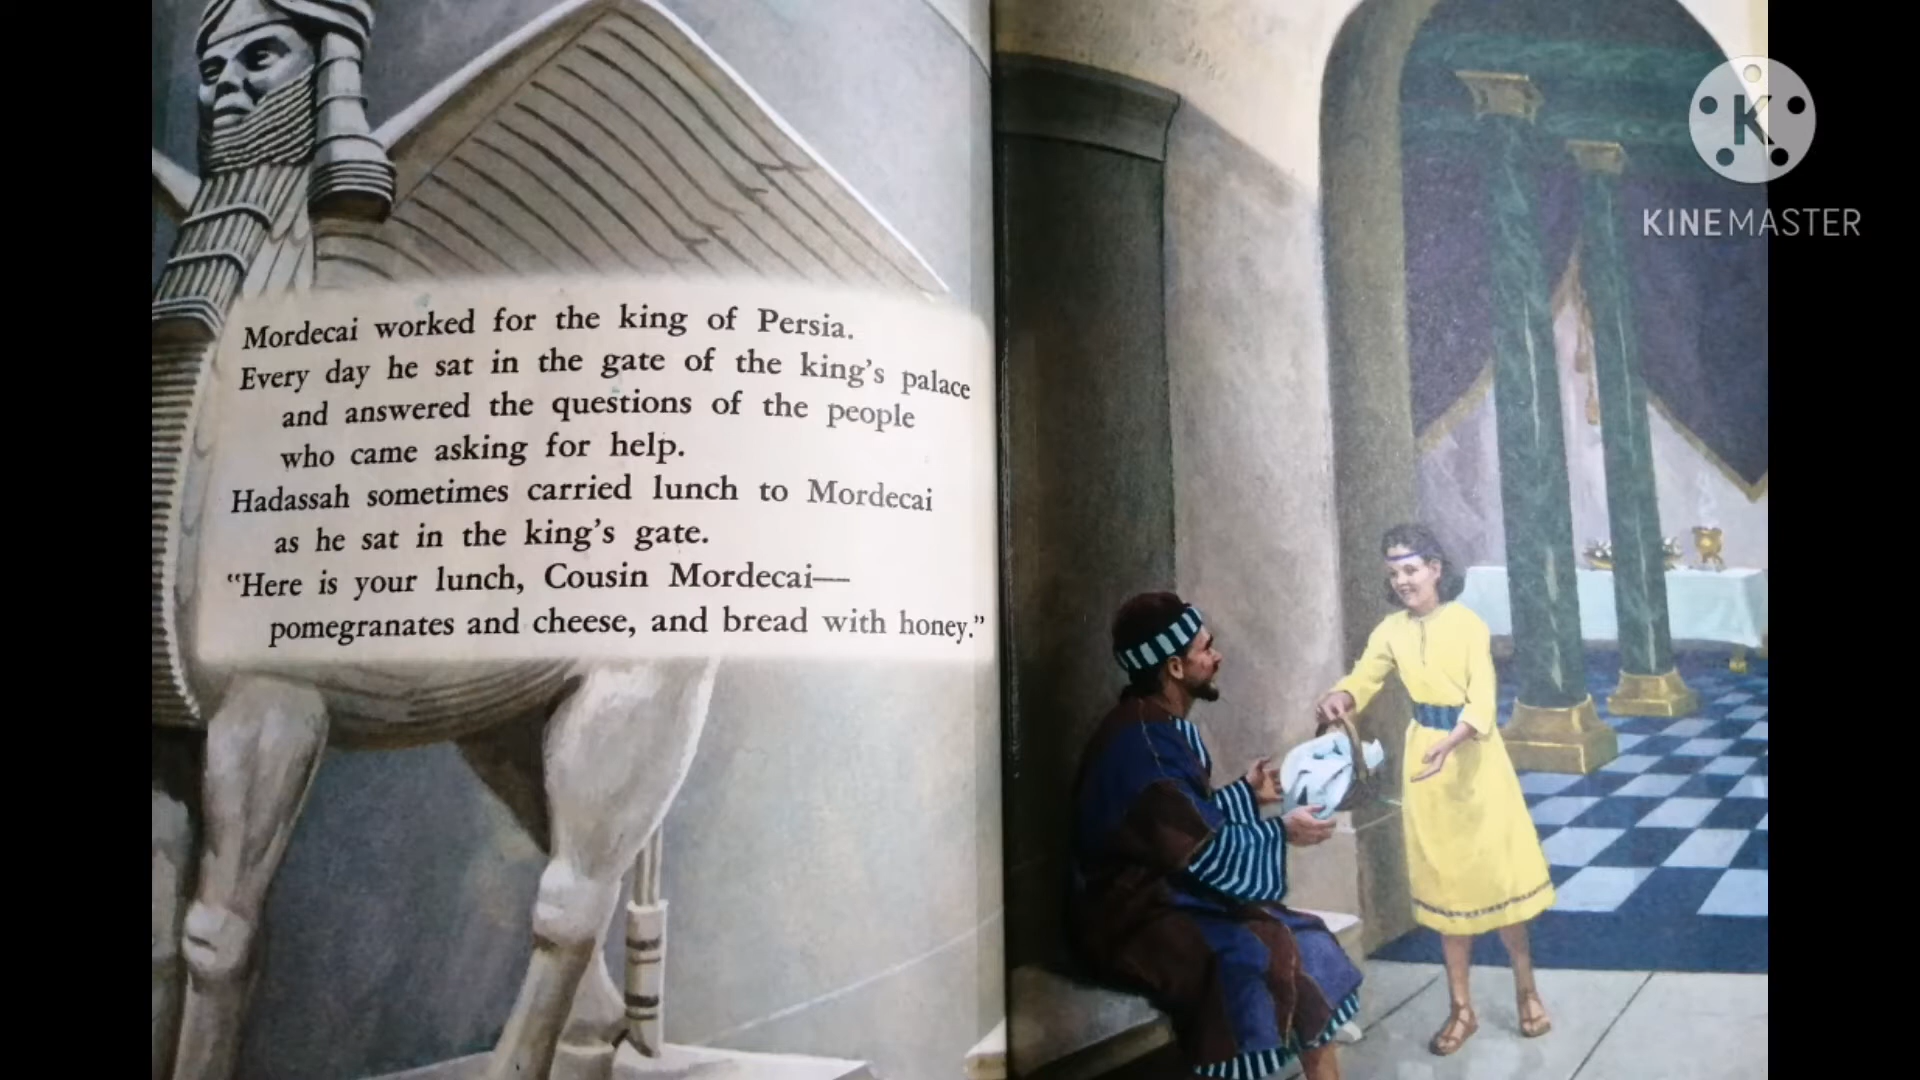 Mordecai worked for the king of Persia.
Every day he sat in the gate of the king's palace
and answered the questions of the people
who came asking for help.
Hadassah sometimes carried lunch to Mordecai
as he sat in the king's gate.
"Here is your lunch, Cousin Mordecai—
pomegranates and cheese, and bread with honey."
K
KINEMASTER